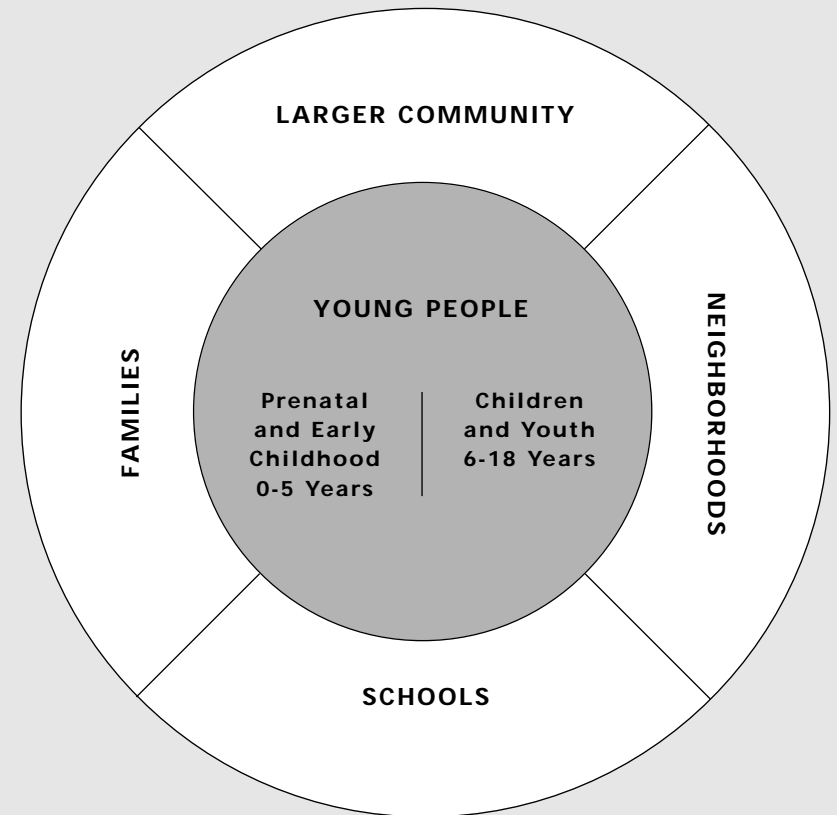 LARGER COMMUNITY
FAMILIES
YOUNG PEOPLE
Prenatal
and Early
Childhood
0-5 Years
Children
and Youth
6-18 Years
NEIGHBORHOODS
SCHOOLS